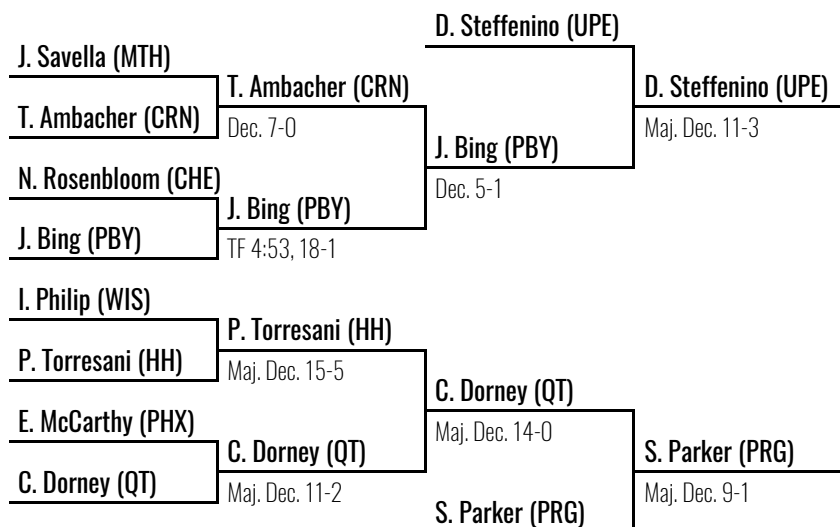 D. Steffenino (UPE)
J. Savella (MTH)
T. Ambacher (CRN)
D. Steffenino (UPE)
T. Ambacher (CRN)
Dec. 7-0
Maj. Dec. 11-3
J. Bing (PBY)
N. Rosenbloom (CHE)
Dec. 5-1
J. Bing (PBY)
J. Bing (PBY)
TF 4:53, 18-1
I. Philip (WIS)
P. Torresani (HH)
P. Torresani (HH)
Maj. Dec. 15-5
C. Dorney (QT)
E. McCarthy (PHX)
Maj. Dec. 14-0
C. Dorney (QT)
S. Parker (PRG)
C. Dorney (QT)
Maj. Dec. 11-2
Maj. Dec. 9-1
S. Parker (PRG)